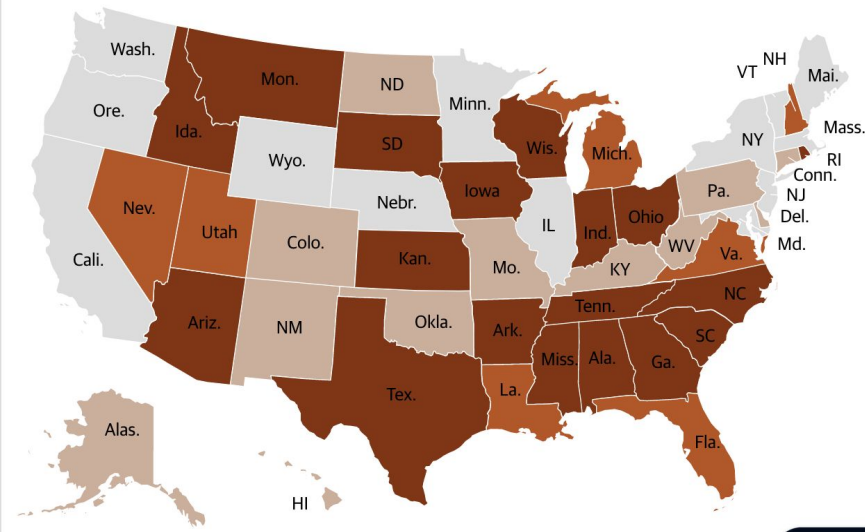 Wash.
Mon.
ND
Minn.
VT
NH
Mai.
Ore.
Ida.
SD
Wis.
Mich.
NY
Mass.
RI
Conn.
Wyo.
Iowa
Nebr.
Pa.
NJ
Del.
Nev.
Utah
Colo.
Kan.
Mo.
IL
Ind.
Ohio
WV
Va.
Md.
Cali.
KY
Ariz.
NM
Okla.
Ark.
Tenn.
NC
SC
Tex.
La.
Miss.
Ala.
Ga.
Alas.
HI
Fla.